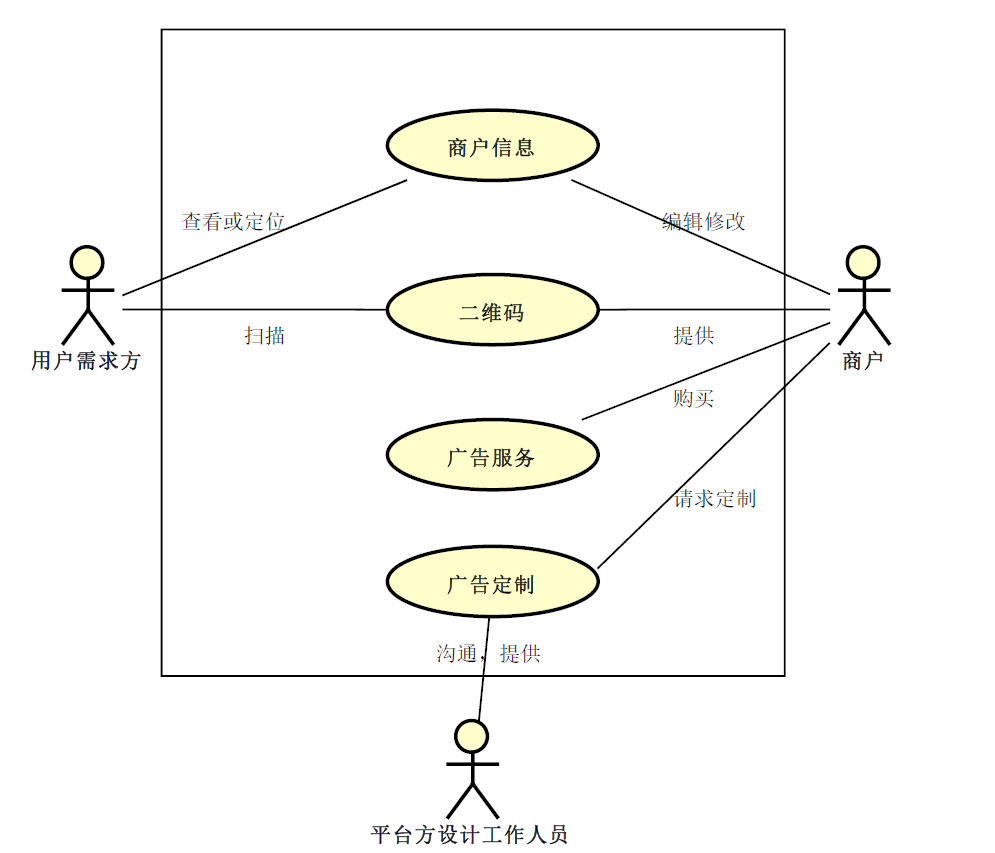 商户信息
查看或定位
编辑修改
二维码
用户需求方
扫描
提供
商户
购买
广告服务
请求定制
广告定制
沟通，提供
平台方设计工作人员